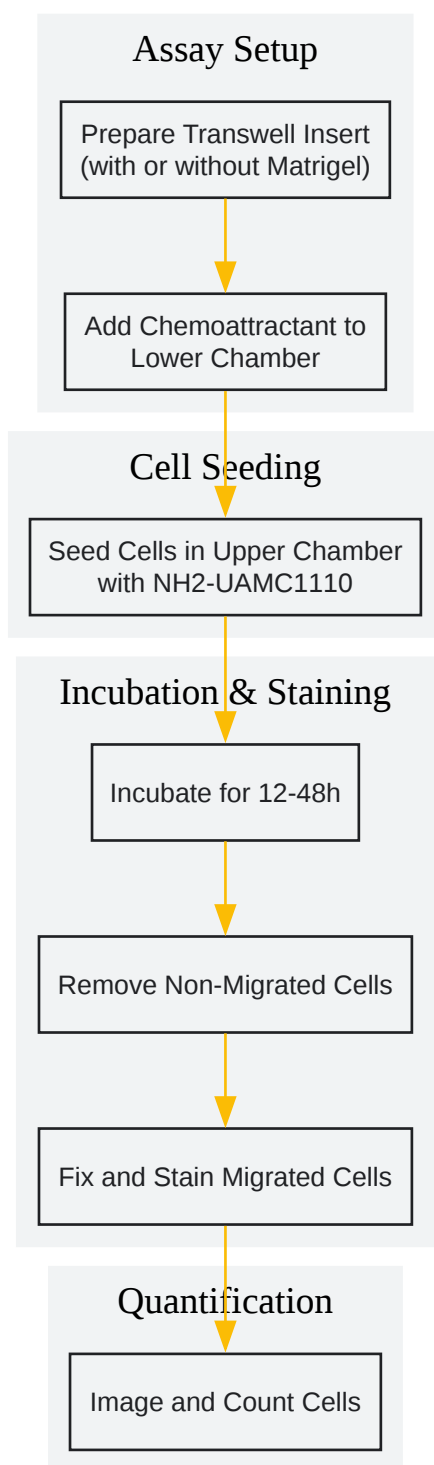 Assay Setup
Prepare Transwell Insert
(with or without Matrigel)
Add Chemoattractant to
Lower Chamber
Cell Seeding
Seed Cells in Upper Chamber
with NH2-UAMC1110
Incubation & Staining
Incubate for 12-48h
Remove Non-Migrated Cells
Fix and Stain Migrated Cells
Quantification
Image and Count Cells